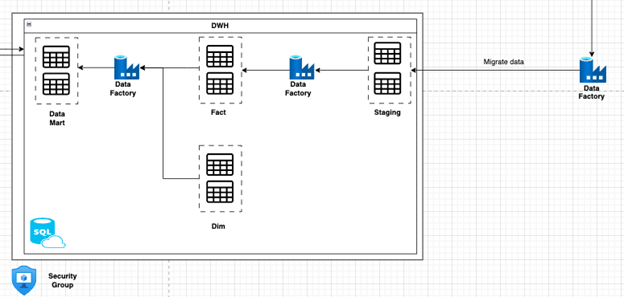 DWH
Migrate data
Data
Factory
Data
Factory
Data
Factory
Data
Mart
Fact
Staging
Dim
SQL
Security
Group